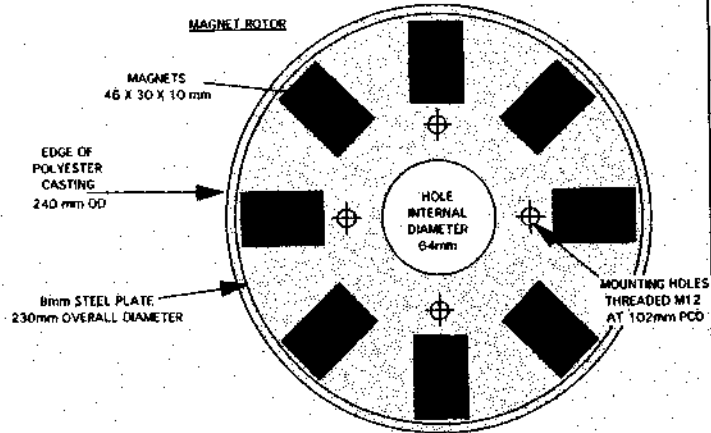 MAGNET ROTOR
MAGNETS
46 X 30 X 10 mm
EDGE OF
POLYESTER
CASTING
240 mm OD
HOLE
INTERNAL
DIAMETER
64mm
8mm STEEL PLATE
230mm OVERALL DIAMETER
MOUNTING HOLES
THREADED M12
AT 102mm PCD